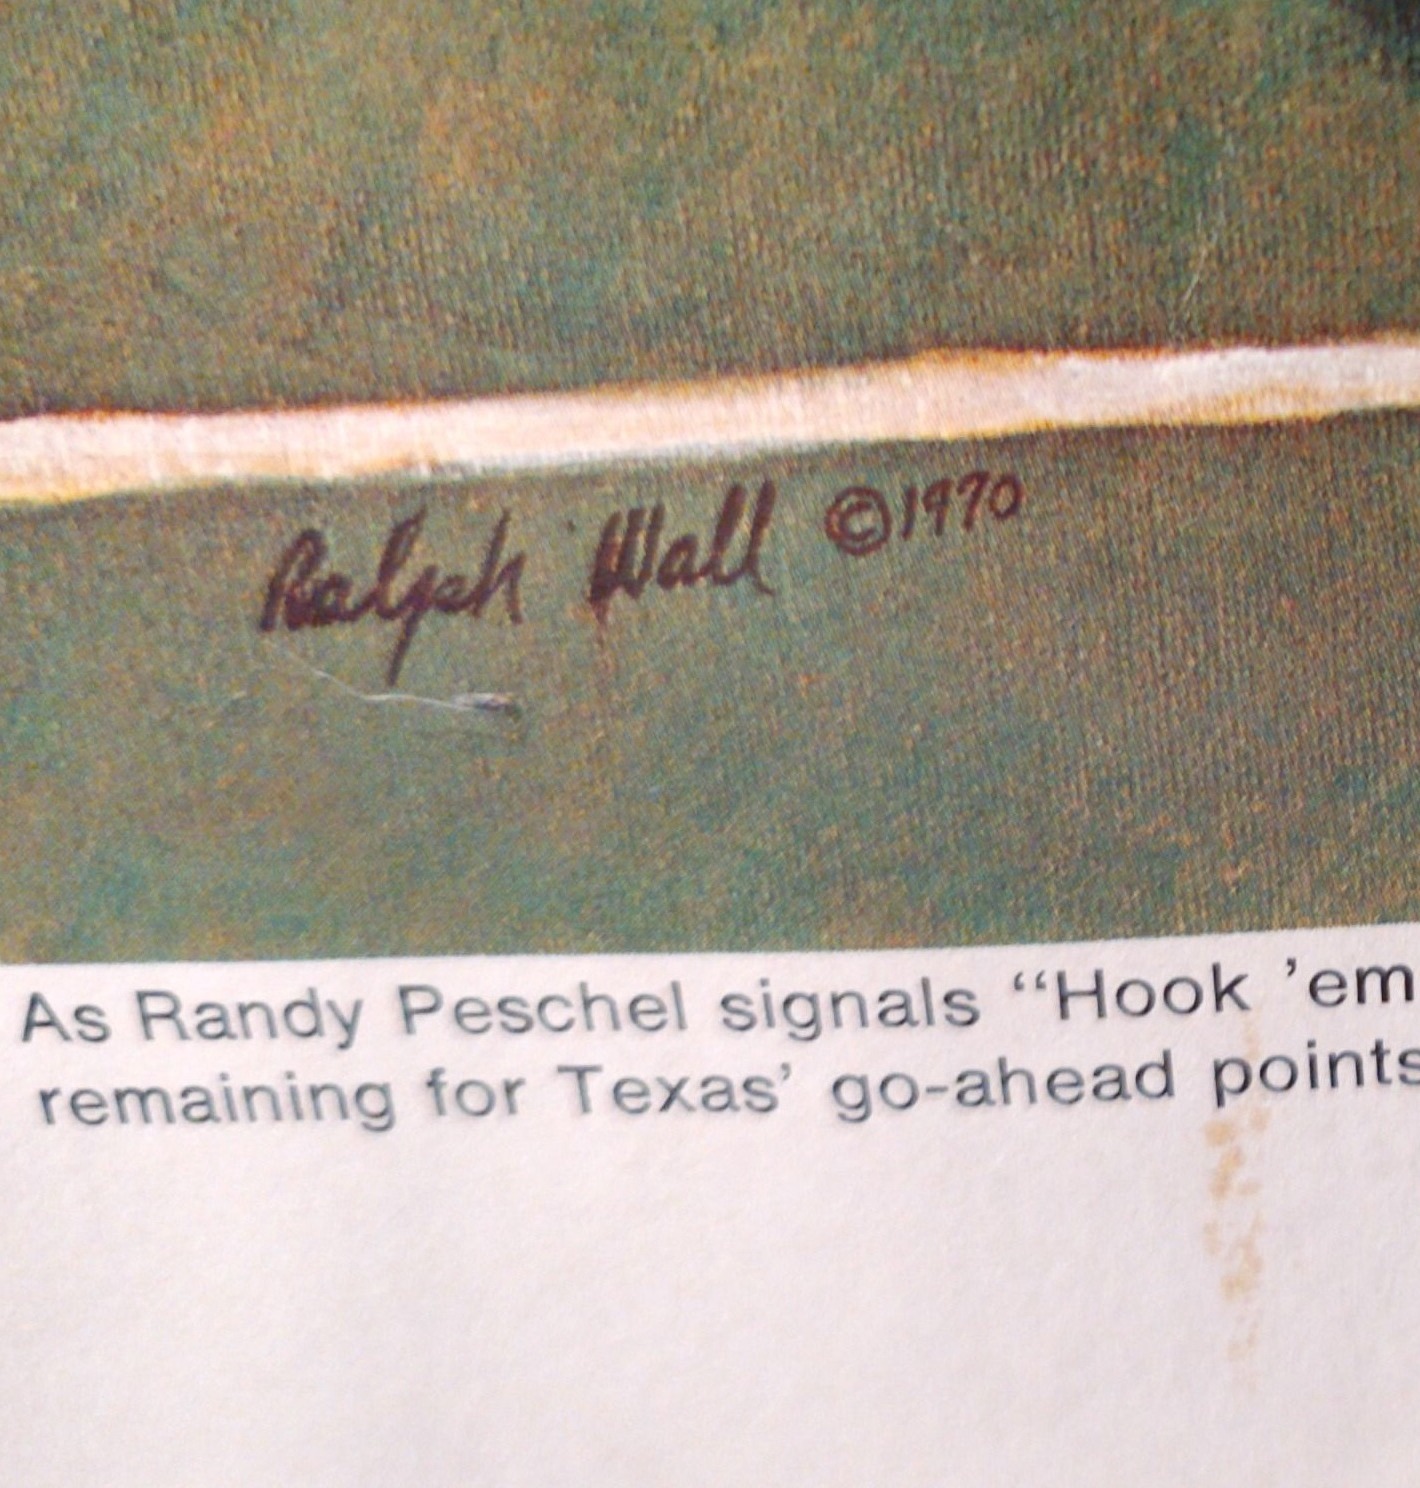 Ralph Wall ©1970
As Randy Peschel signals “Hook ’em
remaining for Texas’ go-ahead points